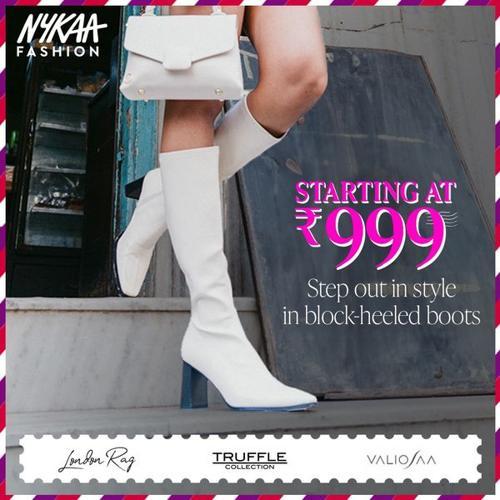 NYKAA
FASHION
STARTING AT
₹999
Step out in style
in block-heeled boots
London Rag
TRUFFLE
COLLECTION
VALIOSAA